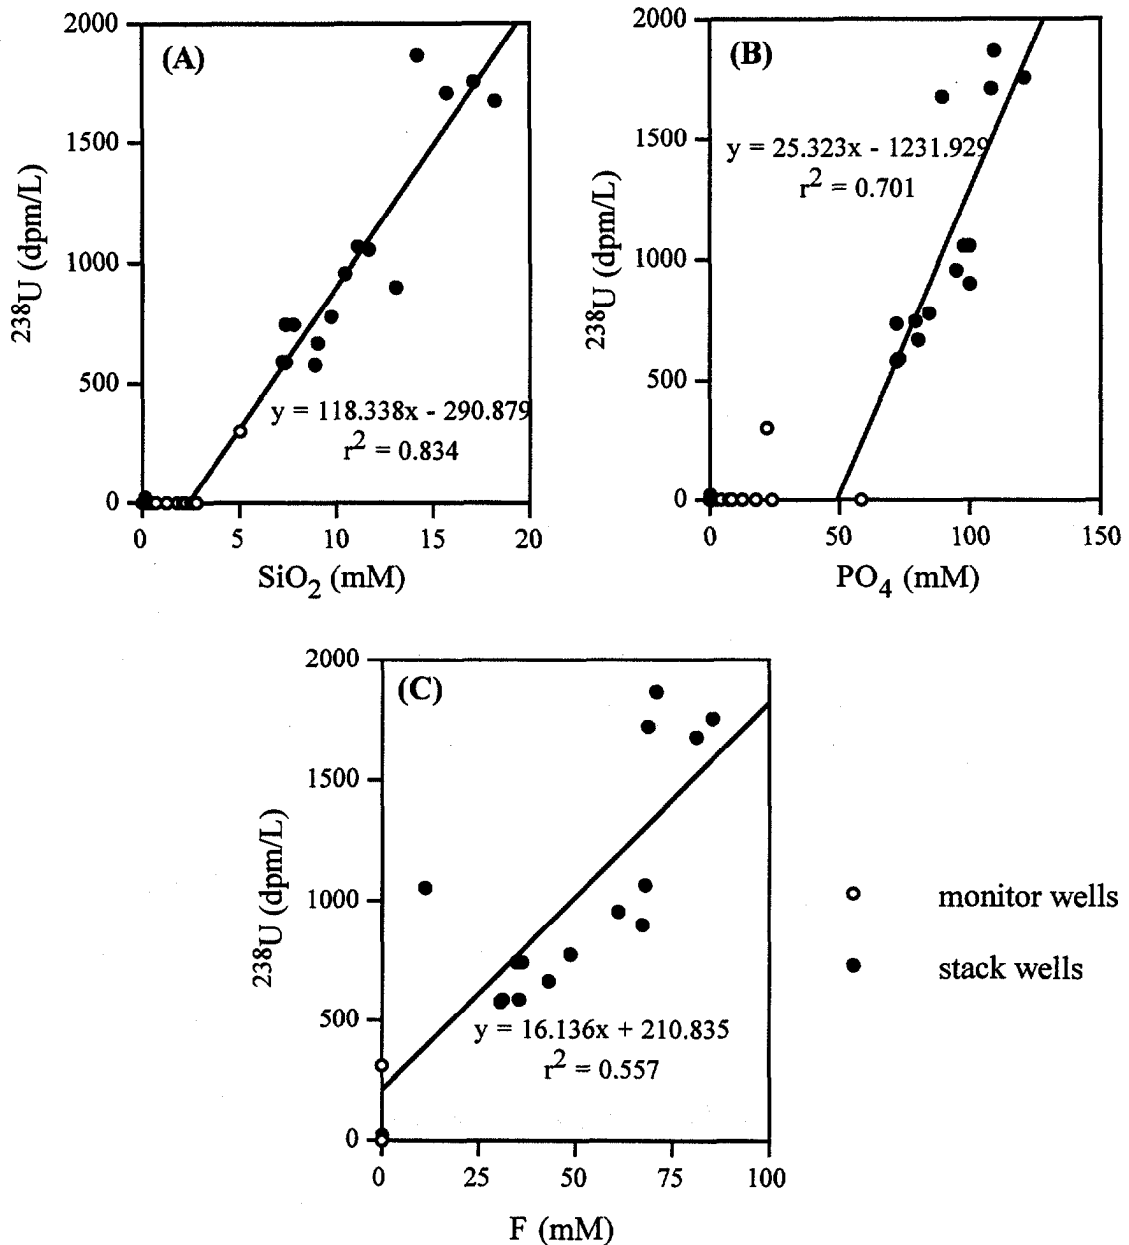 (A)
2000
1500
1000
500
0
238U (dpm/L)
y = 118.338x - 290.879
r2 = 0.834
0 5 10 15 20
SiO2 (mM)
(B)
2000
1500
1000
500
0
238U (dpm/L)
y = 25.323x - 1231.929
r2 = 0.701
0 50 100 150
PO4 (mM)
(C)
2000
1500
1000
500
0
238U (dpm/L)
y = 16.136x + 210.835
r2 = 0.557
0 25 50 75 100
F (mM)
monitor wells
stack wells